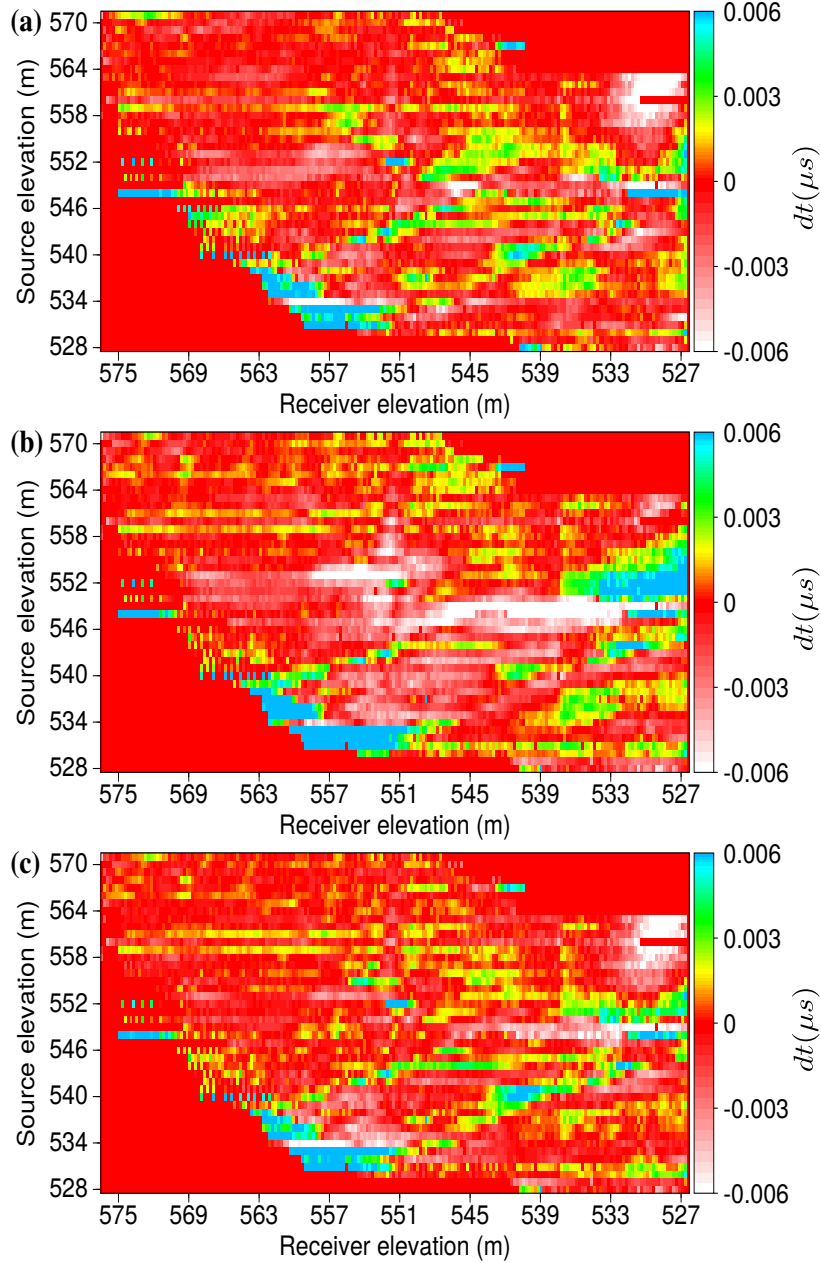 (a)
570
564
558
552
546
540
534
528
Source elevation (m)
575 569 563 557 551 545 539 533 527
Receiver elevation (m)
0.006
0.003
0
-0.003
-0.006
dt(μs)
(b)
570
564
558
552
546
540
534
528
Source elevation (m)
575 569 563 557 551 545 539 533 527
Receiver elevation (m)
0.006
0.003
0
-0.003
-0.006
dt(μs)
(c)
570
564
558
552
546
540
534
528
Source elevation (m)
575 569 563 557 551 545 539 533 527
Receiver elevation (m)
0.006
0.003
0
-0.003
-0.006
dt(μs)